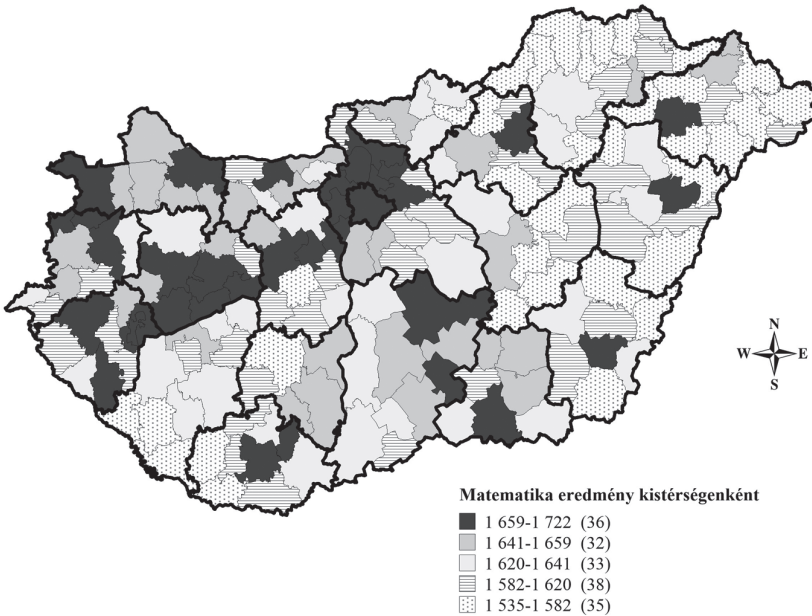 N
W E
S
Matematika eredmény kistérségenként
1 659-1 722 (36)
1 641-1 659 (32)
1 620-1 641 (33)
1 582-1 620 (38)
1 535-1 582 (35)